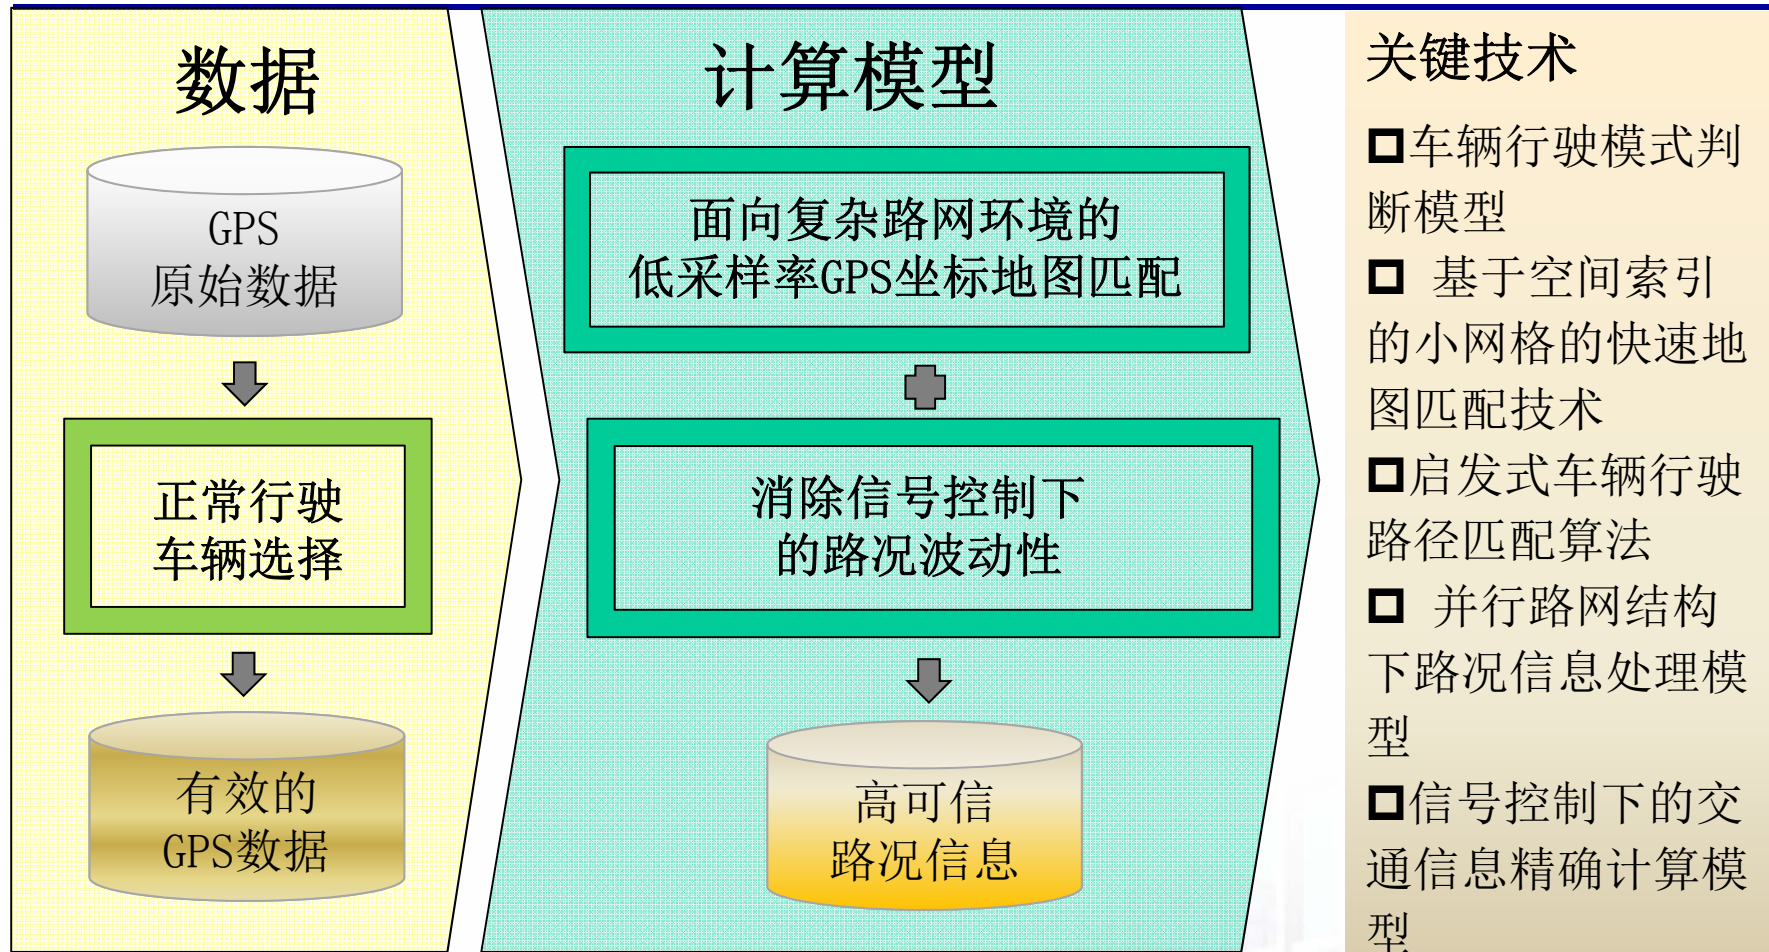 数据
GPS
原始数据
正常行驶
车辆选择
有效的
GPS数据
计算模型
面向复杂路网环境的
低采样率GPS坐标地图匹配
消除信号控制下
的路况波动性
高可信
路况信息
关键技术
车辆行驶模式判
断模型
基于空间索引
的小网格的快速地
图匹配技术
启发式车辆行驶
路径匹配算法
并行路网结构
下路况信息处理模
型
信号控制下的交
通信息精确计算模
型